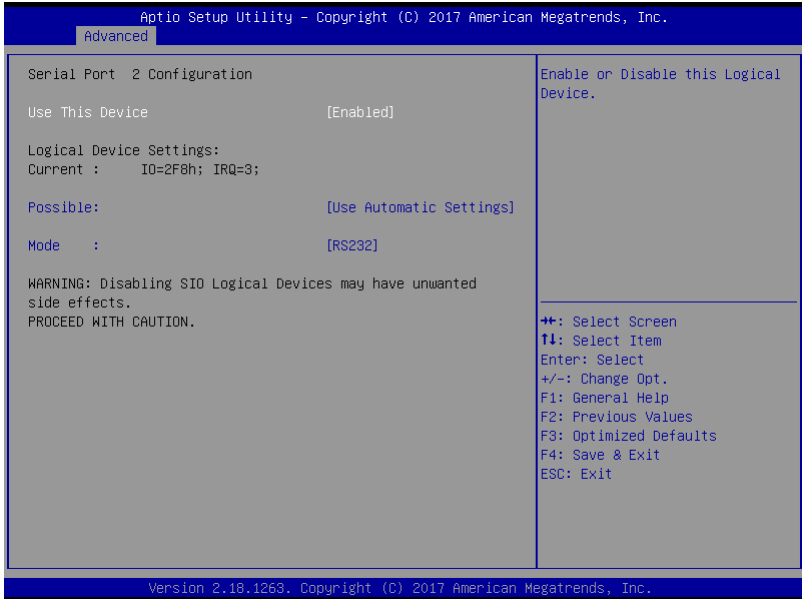 Aptio Setup Utility – Copyright (C) 2017 American Megatrends, Inc.
Advanced
Serial Port 2 Configuration
Use This Device [Enabled]
Logical Device Settings:
Current : IO=2F8h; IRQ=3;
Possible: [Use Automatic Settings]
Mode : [RS232]
WARNING: Disabling SIO Logical Devices may have unwanted
side effects.
PROCEED WITH CAUTION.
Enable or Disable this Logical
Device.
→←: Select Screen
↑↓: Select Item
Enter: Select
+/-: Change Opt.
F1: General Help
F2: Previous Values
F3: Optimized Defaults
F4: Save & Exit
ESC: Exit
Version 2.18.1263. Copyright (C) 2017 American Megatrends, Inc.